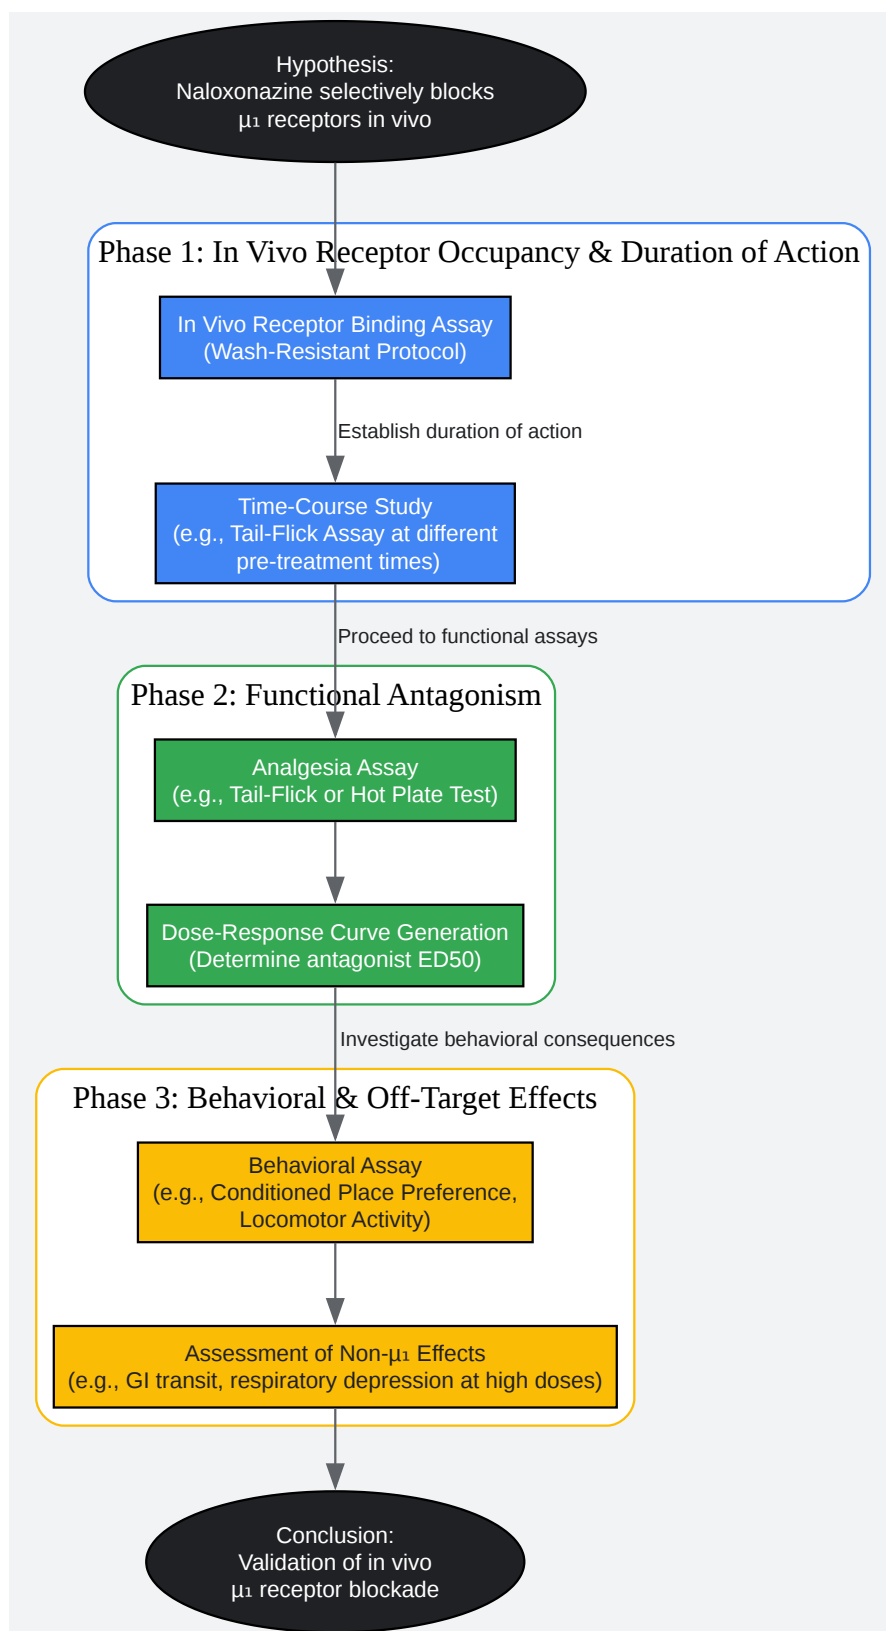 Hypothesis:
Naloxonazine selectively blocks
μ₁ receptors in vivo
Phase 1: In Vivo Receptor Occupancy & Duration of Action
In Vivo Receptor Binding Assay
(Wash-Resistant Protocol)
Establish duration of action
Time-Course Study
(e.g., Tail-Flick Assay at different
pre-treatment times)
Proceed to functional assays
Phase 2: Functional Antagonism
Analgesia Assay
(e.g., Tail-Flick or Hot Plate Test)
Dose-Response Curve Generation
(Determine antagonist ED50)
Investigate behavioral consequences
Phase 3: Behavioral & Off-Target Effects
Behavioral Assay
(e.g., Conditioned Place Preference,
Locomotor Activity)
Assessment of Non-μ₁ Effects
(e.g., GI transit, respiratory depression at high doses)
Conclusion:
Validation of in vivo
μ₁ receptor blockade